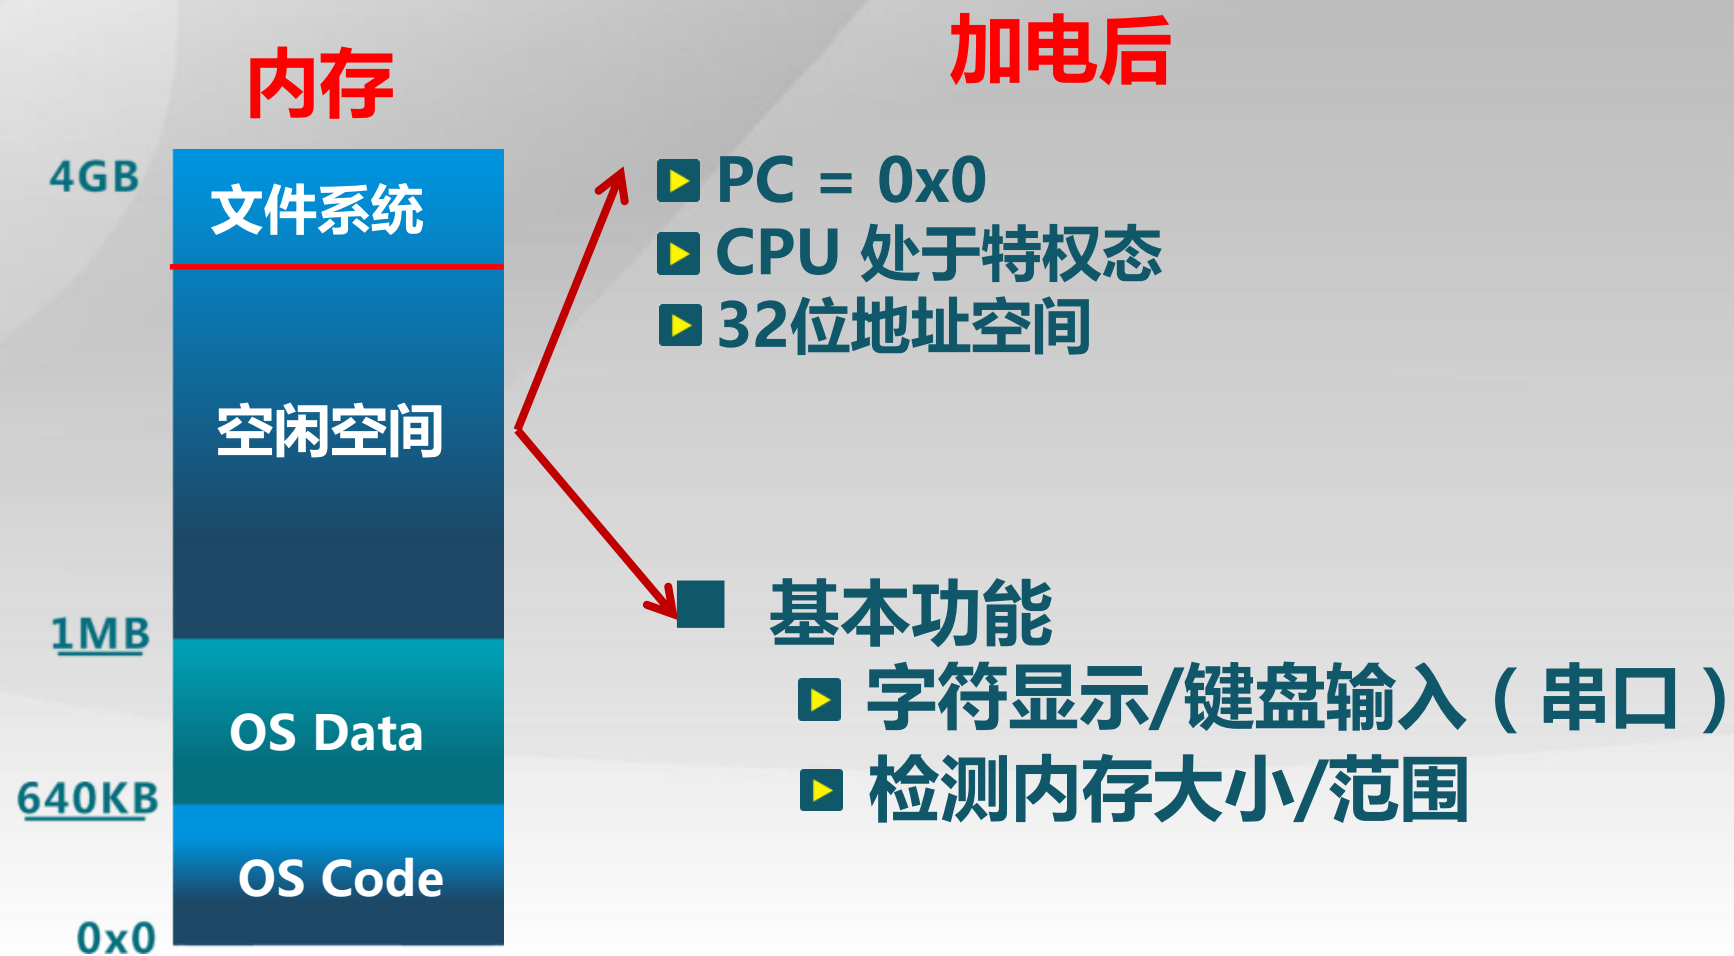 内存
4GB
文件系统
空闲空间
1MB
OS Data
640KB
OS Code
0x0
加电后
PC = 0x0
CPU 处于特权态
32位地址空间
基本功能
字符显示/键盘输入（串口）
检测内存大小/范围